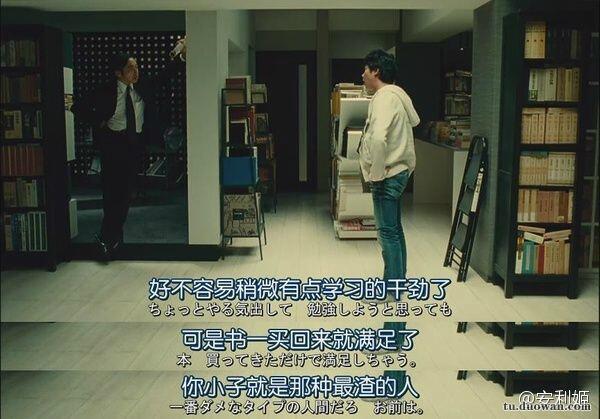 好不容易稍微有点学习的干劲了
ちょっとやる気出して 勉強しようと思っても
可是书一买回来就满足了
本 買ってきただけで満足しちゃう。
你小子就是那种最渣的人
一番ダメなタイプの人間だろ お前は。
@安利姬
tu.duowan.com